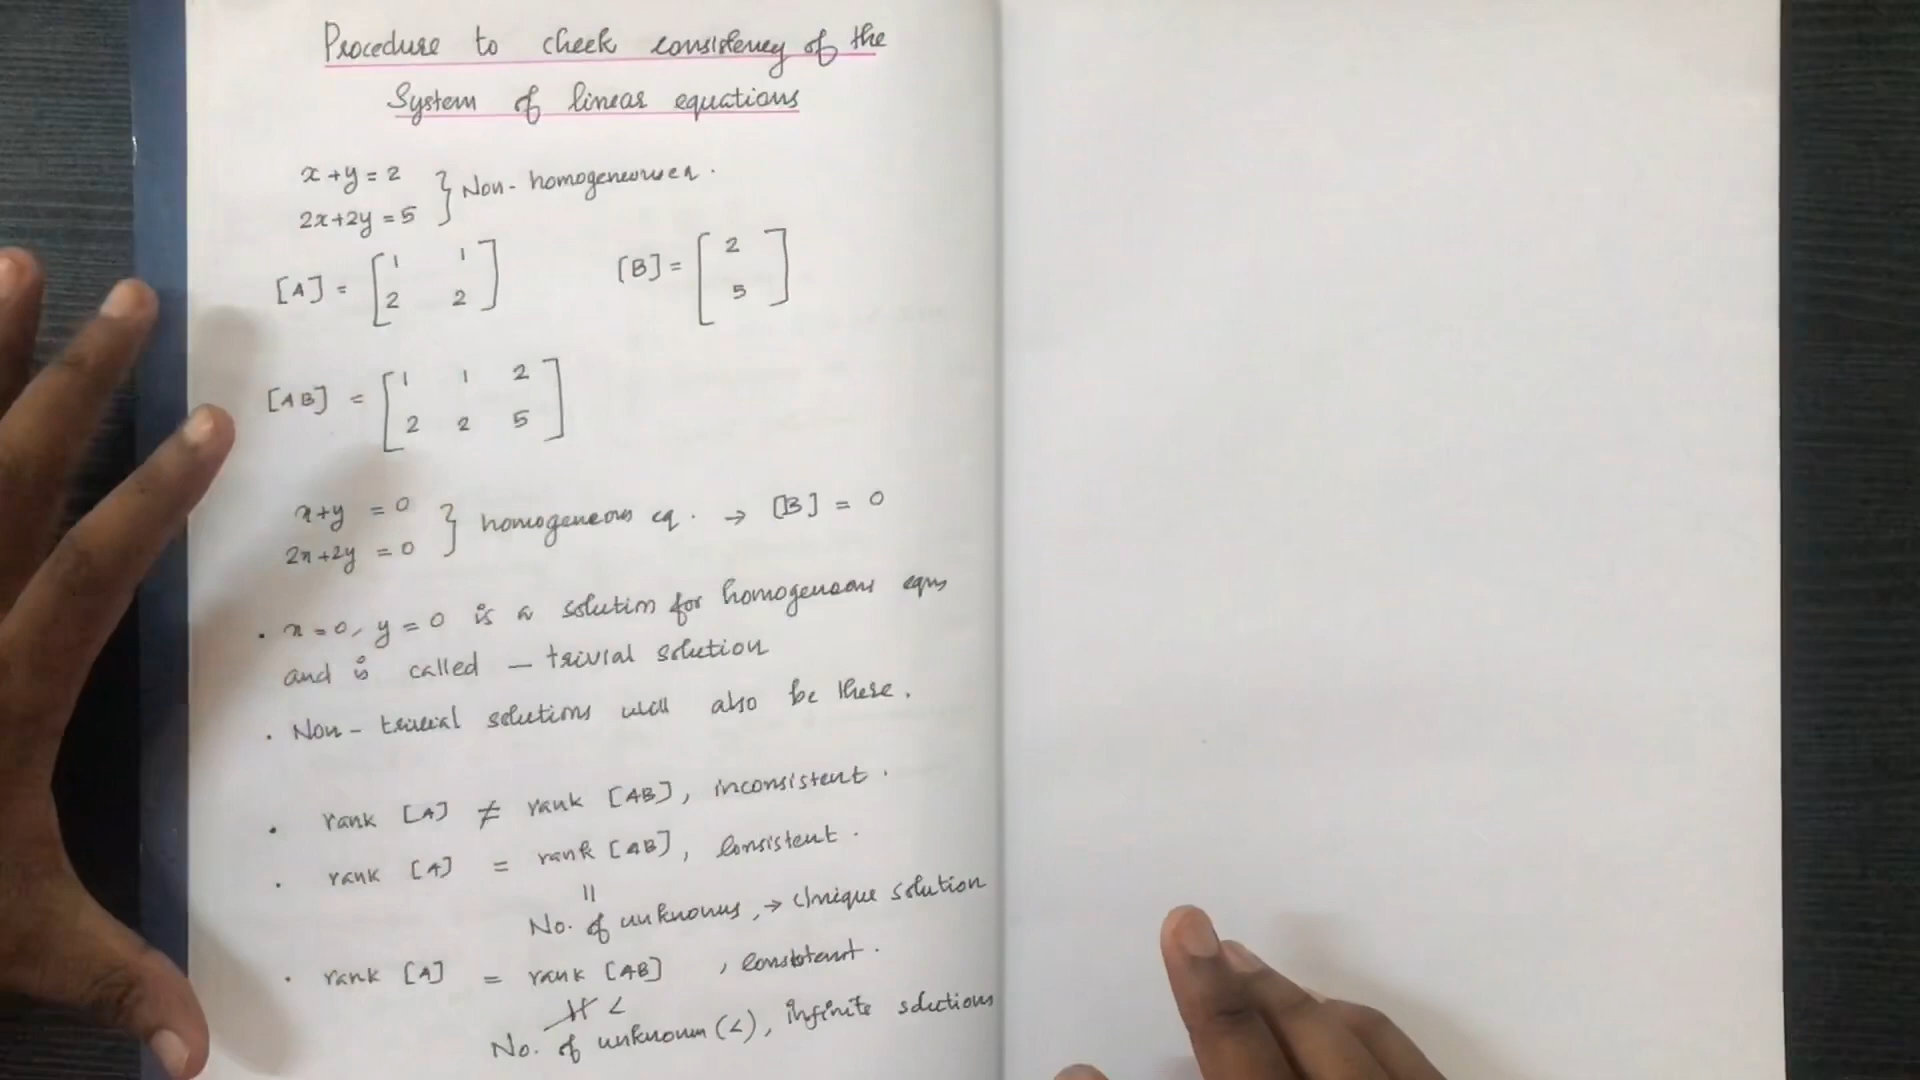 Procedure to check consistency of the
System of linear equations
x + y = 2
2x + 2y = 5 } Non-homogeneous eq.
[A] = [ 1 1
2 2 ] [B] = [ 2
5 ]
[AB] = [ 1 1 2
2 2 5 ]
x + y = 0
2x + 2y = 0 } homogeneous eq. → [B] = 0
• x = 0, y = 0 is a solution for homogeneous eqns
and is called — trivial solution
• Non-trivial solutions will also be there.
• rank [A] ≠ rank [AB], inconsistent.
• rank [A] = rank [AB], consistent.
||
No. of unknowns, → Unique solution
• rank [A] = rank [AB], consistent.
<
No. of unknown (<), infinite solutions